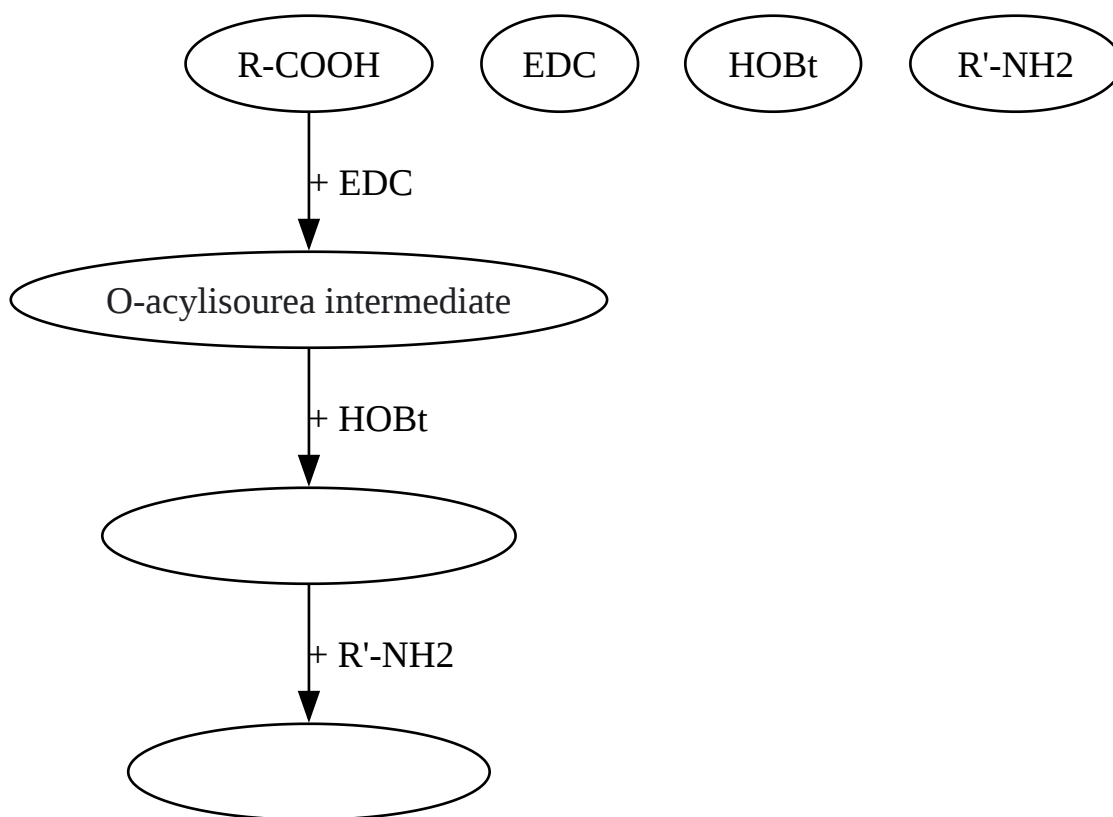 R-COOH
EDC
HOBt
R'-NH2
+ EDC
O-acylisourea intermediate
+ HOBt
+ R'-NH2